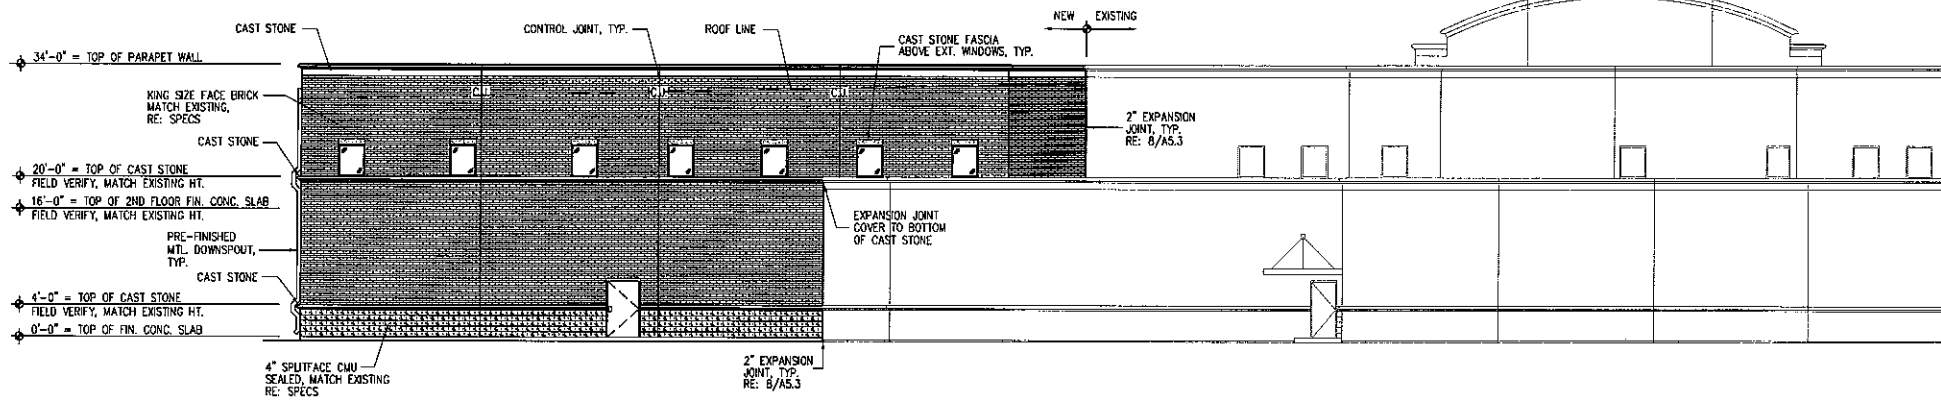 NEW EXISTING
CAST STONE
CONTROL JOINT, TYP.
ROOF LINE
CAST STONE FASCIA
ABOVE EXT. WINDOWS, TYP.
34'-0" = TOP OF PARAPET WALL
KING SIZE FACE BRICK
MATCH EXISTING,
RE: SPECS
C.J.
C.J.
C.J.
2" EXPANSION
JOINT, TYP.
RE: 8/A5.3
CAST STONE
20'-0" = TOP OF CAST STONE
FIELD VERIFY, MATCH EXISTING HT.
16'-0" = TOP OF 2ND FLOOR FIN. CONC. SLAB
FIELD VERIFY, MATCH EXISTING HT.
EXPANSION JOINT
COVER TO BOTTOM
OF CAST STONE
PRE-FINISHED
MTL. DOWNSPOUT,
TYP.
CAST STONE
4'-0" = TOP OF CAST STONE
FIELD VERIFY, MATCH EXISTING HT.
0'-0" = TOP OF FIN. CONC. SLAB
4" SPLITFACE CMU
SEALED, MATCH EXISTING
RE: SPECS
2" EXPANSION
JOINT, TYP.
RE: 8/A5.3